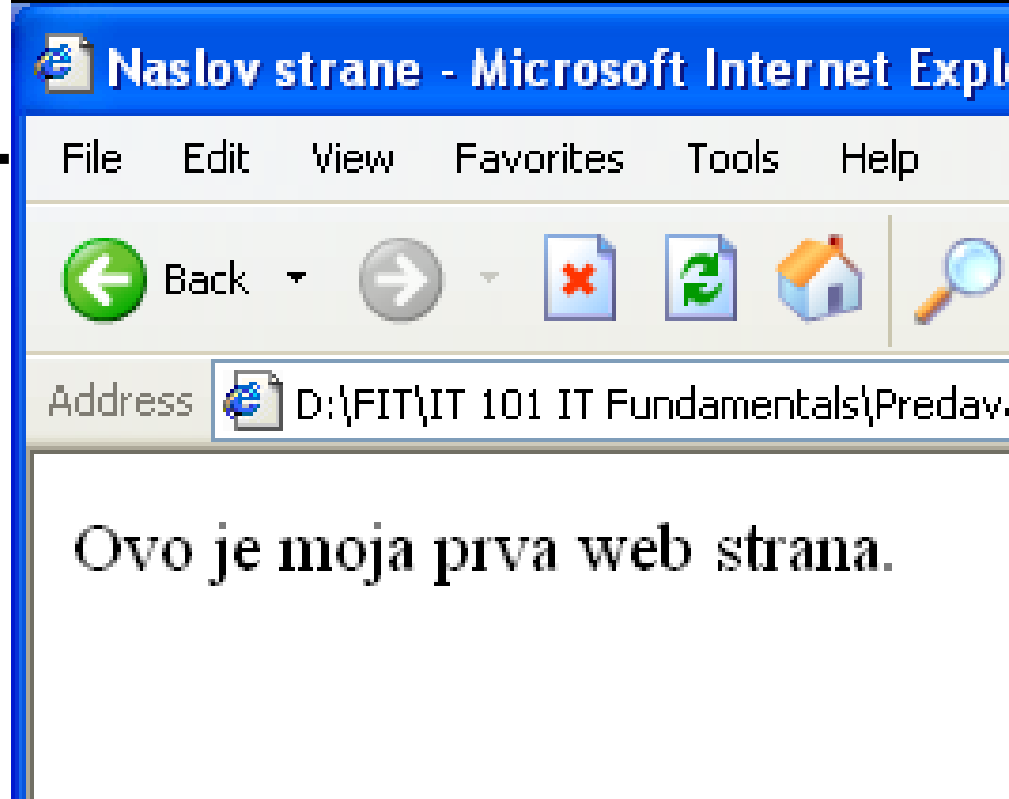 Naslov strane - Microsoft Internet Expl
File Edit View Favorites Tools Help
Back
Address D:\FIT\IT 101 IT Fundamentals\Predava
Ovo je moja prva web strana.